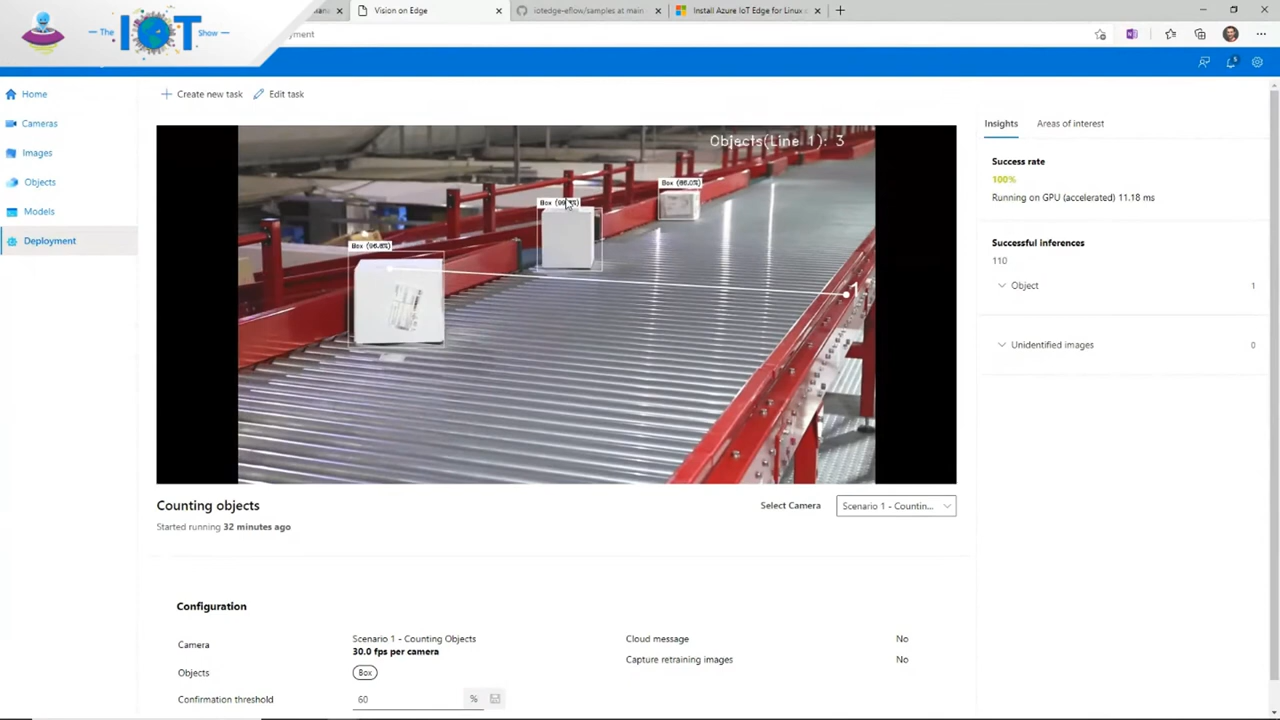 The
IOT
Show
Vision on Edge
iotedge-eflow/samples at main
Install Azure IoT Edge for Linux
Home
Cameras
Images
Objects
Models
Deployment
Create new task
Edit task
Objects(Line 1): 3
Box (96.8%)
Box
Box (66.0%)
1
Counting objects
Started running 32 minutes ago
Select Camera
Scenario 1 - Countin...
Configuration
Camera
Scenario 1 - Counting Objects
30.0 fps per camera
Objects
Box
Confirmation threshold
60
%
Cloud message
No
Capture retraining images
No
Insights
Areas of interest
Success rate
100%
Running on GPU (accelerated) 11.18 ms
Successful inferences
110
Object
1
Unidentified images
0